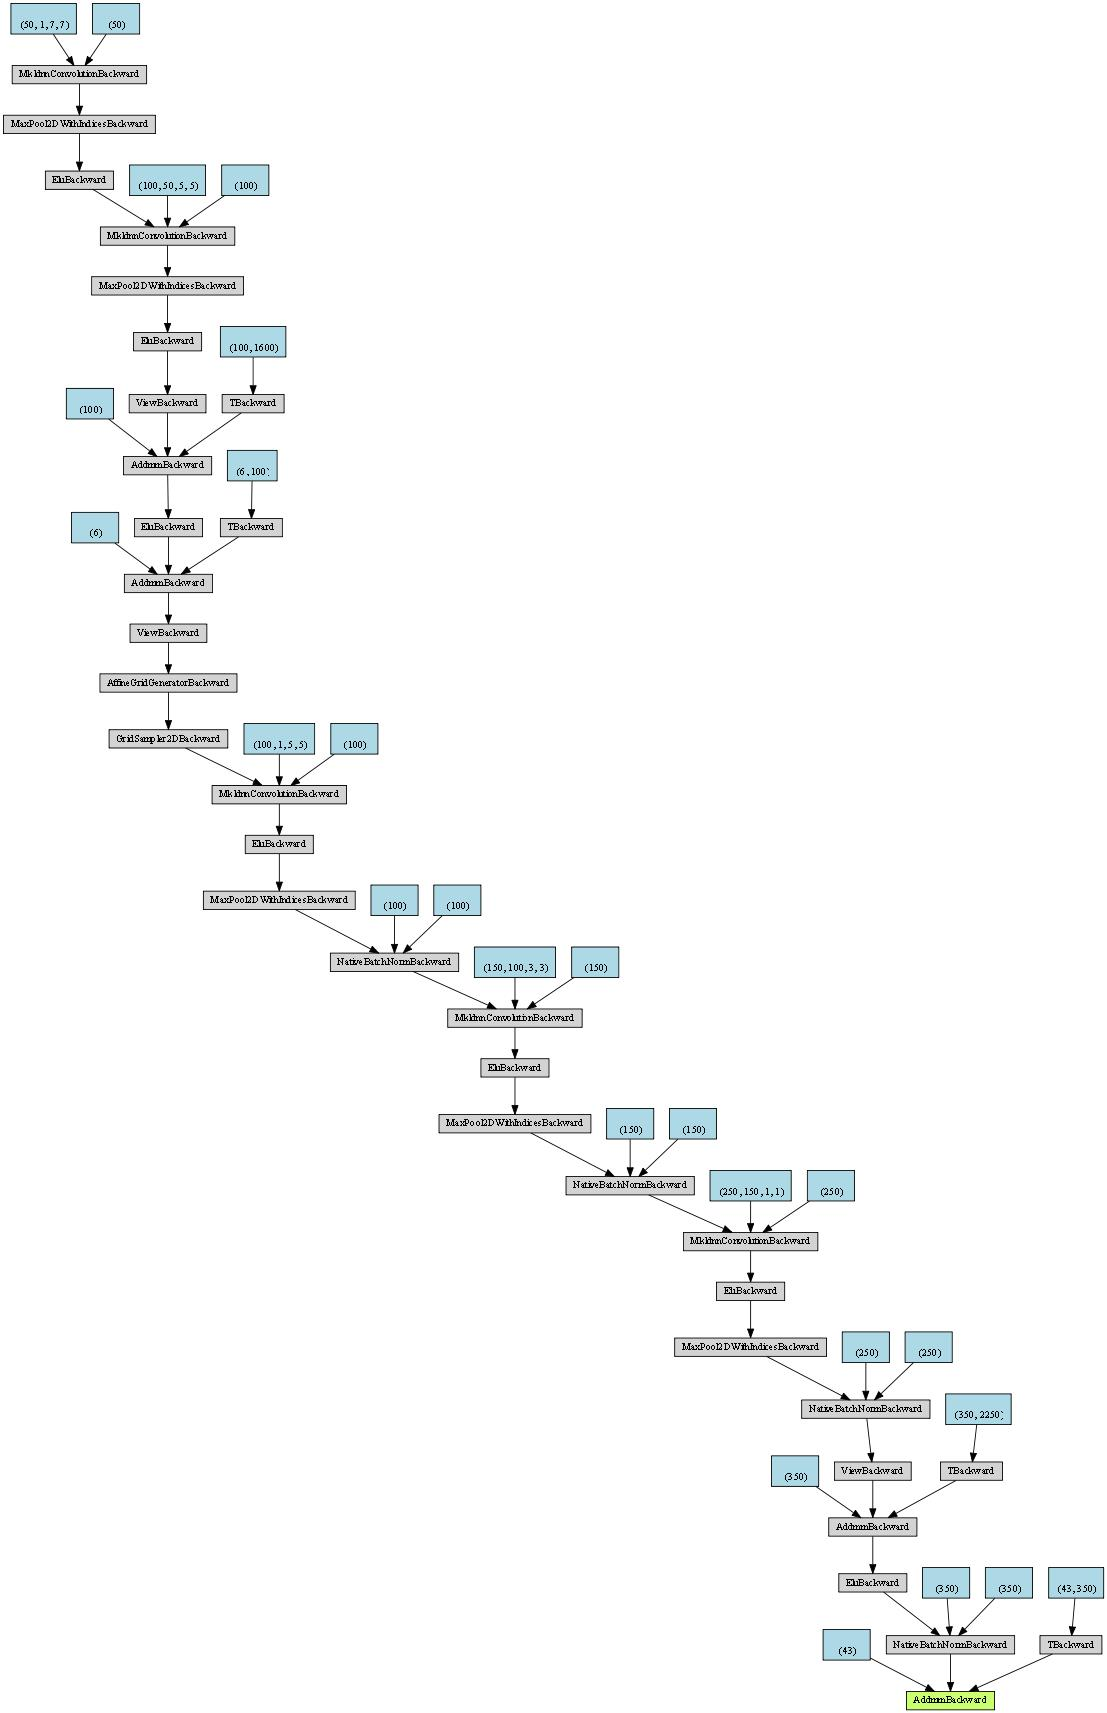 (50, 1, 7, 7) (50)
MkldnnConvolutionBackward
MaxPool2DWithIndicesBackward
EluBackward (100, 50, 5, 5) (100)
MkldnnConvolutionBackward
MaxPool2DWithIndicesBackward
EluBackward (100, 1600)
(100) ViewBackward TBackward
AddmmBackward (6, 100)
(6) EluBackward TBackward
AddmmBackward
ViewBackward
AffineGridGeneratorBackward
GridSampler2DBackward (100, 1, 5, 5) (100)
MkldnnConvolutionBackward
EluBackward
MaxPool2DWithIndicesBackward (100) (100)
NativeBatchNormBackward (150, 100, 3, 3) (150)
MkldnnConvolutionBackward
EluBackward
MaxPool2DWithIndicesBackward (150) (150)
NativeBatchNormBackward (250, 150, 1, 1) (250)
MkldnnConvolutionBackward
EluBackward
MaxPool2DWithIndicesBackward (250) (250)
NativeBatchNormBackward (350, 2250)
(350) ViewBackward TBackward
AddmmBackward
EluBackward (350) (350) (43, 350)
(43) NativeBatchNormBackward TBackward
AddmmBackward